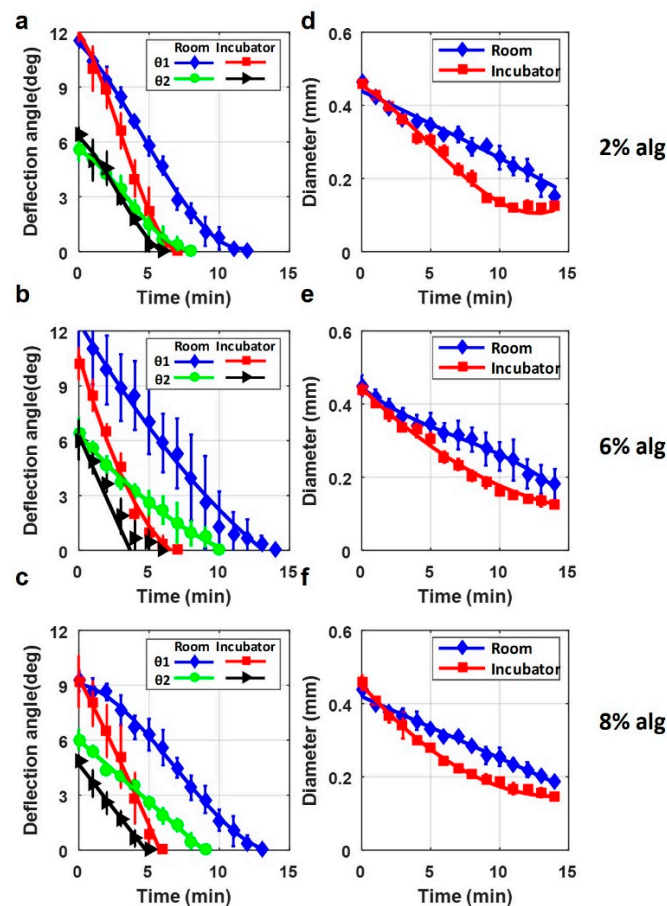 a
Deflection angle(deg)
12
9
6
3
0
0 5 10 15
Time (min)
Room Incubator
θ1
θ2
d
Diameter (mm)
0.6
0.4
0.2
0
0 5 10 15
Time (min)
Room
Incubator
2% alg
b
Deflection angle(deg)
12
9
6
3
0
0 5 10 15
Time (min)
Room Incubator
θ1
θ2
e
Diameter (mm)
0.6
0.4
0.2
0
0 5 10 15
Time (min)
Room
Incubator
6% alg
c
Deflection angle(deg)
12
9
6
3
0
0 5 10 15
Time (min)
Room Incubator
θ1
θ2
f
Diameter (mm)
0.6
0.4
0.2
0
0 5 10 15
Time (min)
Room
Incubator
8% alg